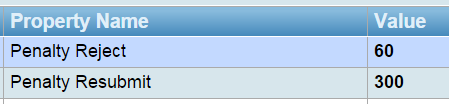 Property Name Value
Penalty Reject 60
Penalty Resubmit 300